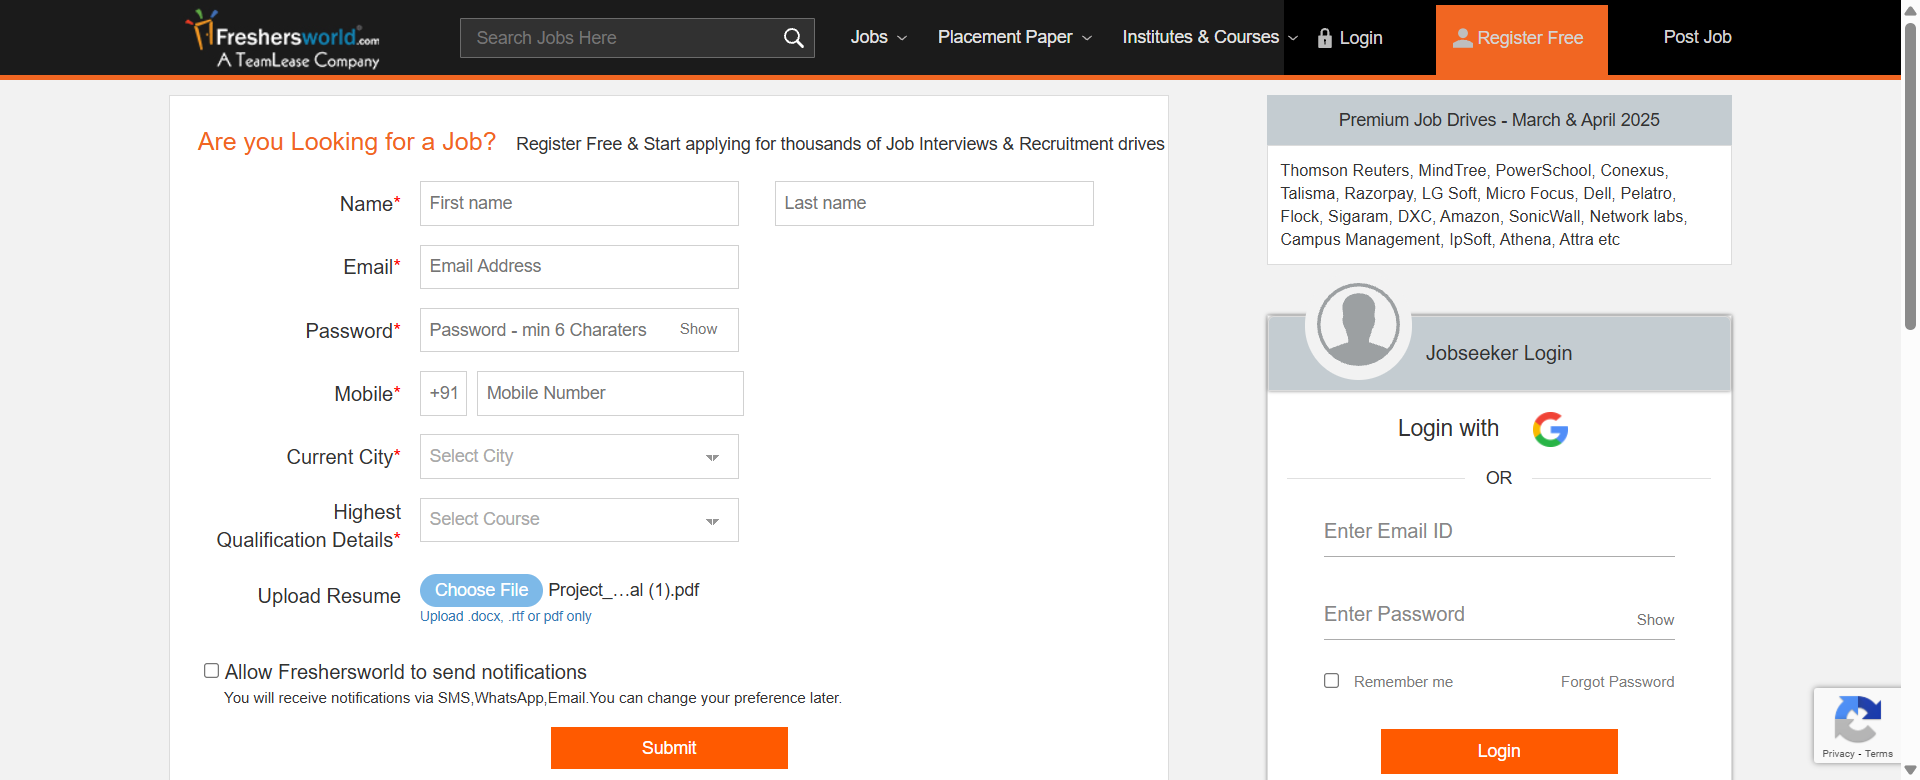 Freshersworld.com
A TeamLease Company
Search Jobs Here
Jobs
Placement Paper
Institutes & Courses
Login
Register Free
Post Job
Are you Looking for a Job? Register Free & Start applying for thousands of Job Interviews & Recruitment drives
Name* First name Last name
Email* Email Address
Password* Password - min 6 Charaters Show
Mobile* +91 Mobile Number
Current City* Select City
Highest
Qualification Details* Select Course
Upload Resume Choose File Project_...al (1).pdf
Upload .docx, .rtf or pdf only
Allow Freshersworld to send notifications
You will receive notifications via SMS,WhatsApp,Email.You can change your preference later.
Submit
Premium Job Drives - March & April 2025
Thomson Reuters, MindTree, PowerSchool, Conexus,
Talisma, Razorpay, LG Soft, Micro Focus, Dell, Pelatro,
Flock, Sigaram, DXC, Amazon, SonicWall, Network labs,
Campus Management, IpSoft, Athena, Attra etc
Jobseeker Login
Login with
OR
Enter Email ID
Enter Password Show
Remember me Forgot Password
Login
Privacy - Terms